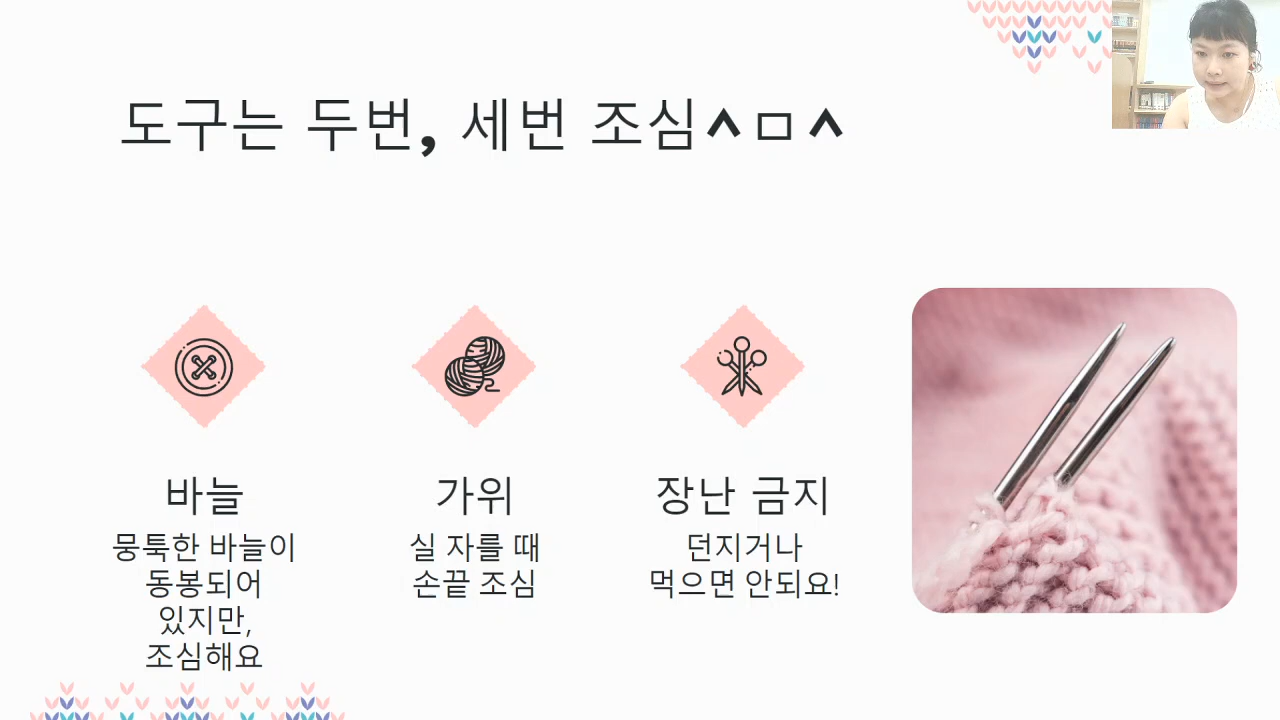 도구는 두번, 세번 조심^ㅁ^
바늘
뭉툭한 바늘이
동봉되어
있지만,
조심해요
가위
실 자를 때
손끝 조심
장난 금지
던지거나
먹으면 안되요!